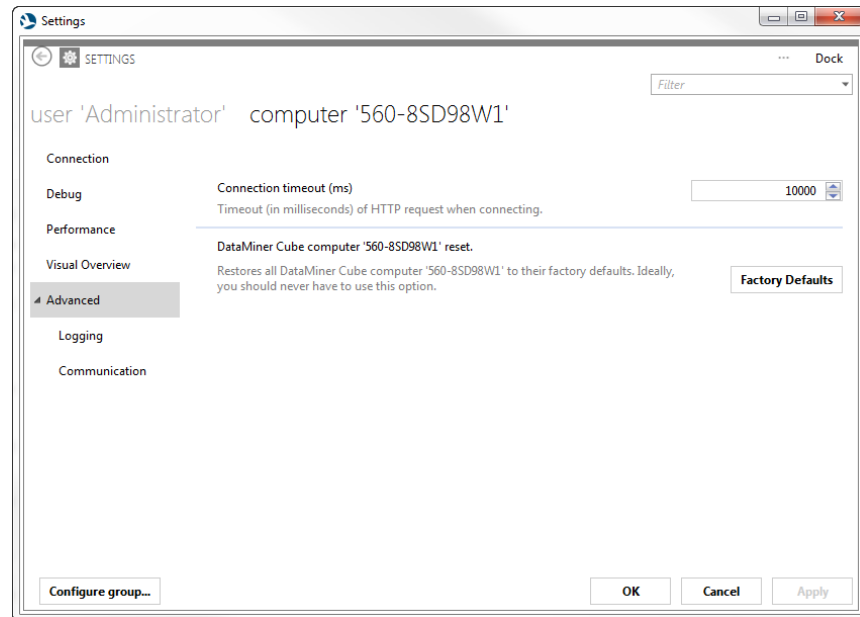 Settings
SETTINGS
... Dock
Filter
user 'Administrator' computer '560-8SD98W1'
Connection
Debug
Performance
Visual Overview
Advanced
Logging
Communication
Connection timeout (ms)
10000
Timeout (in milliseconds) of HTTP request when connecting.
DataMiner Cube computer '560-8SD98W1' reset.
Restores all DataMiner Cube computer '560-8SD98W1' to their factory defaults. Ideally,
you should never have to use this option.
Factory Defaults
Configure group...
OK
Cancel
Apply